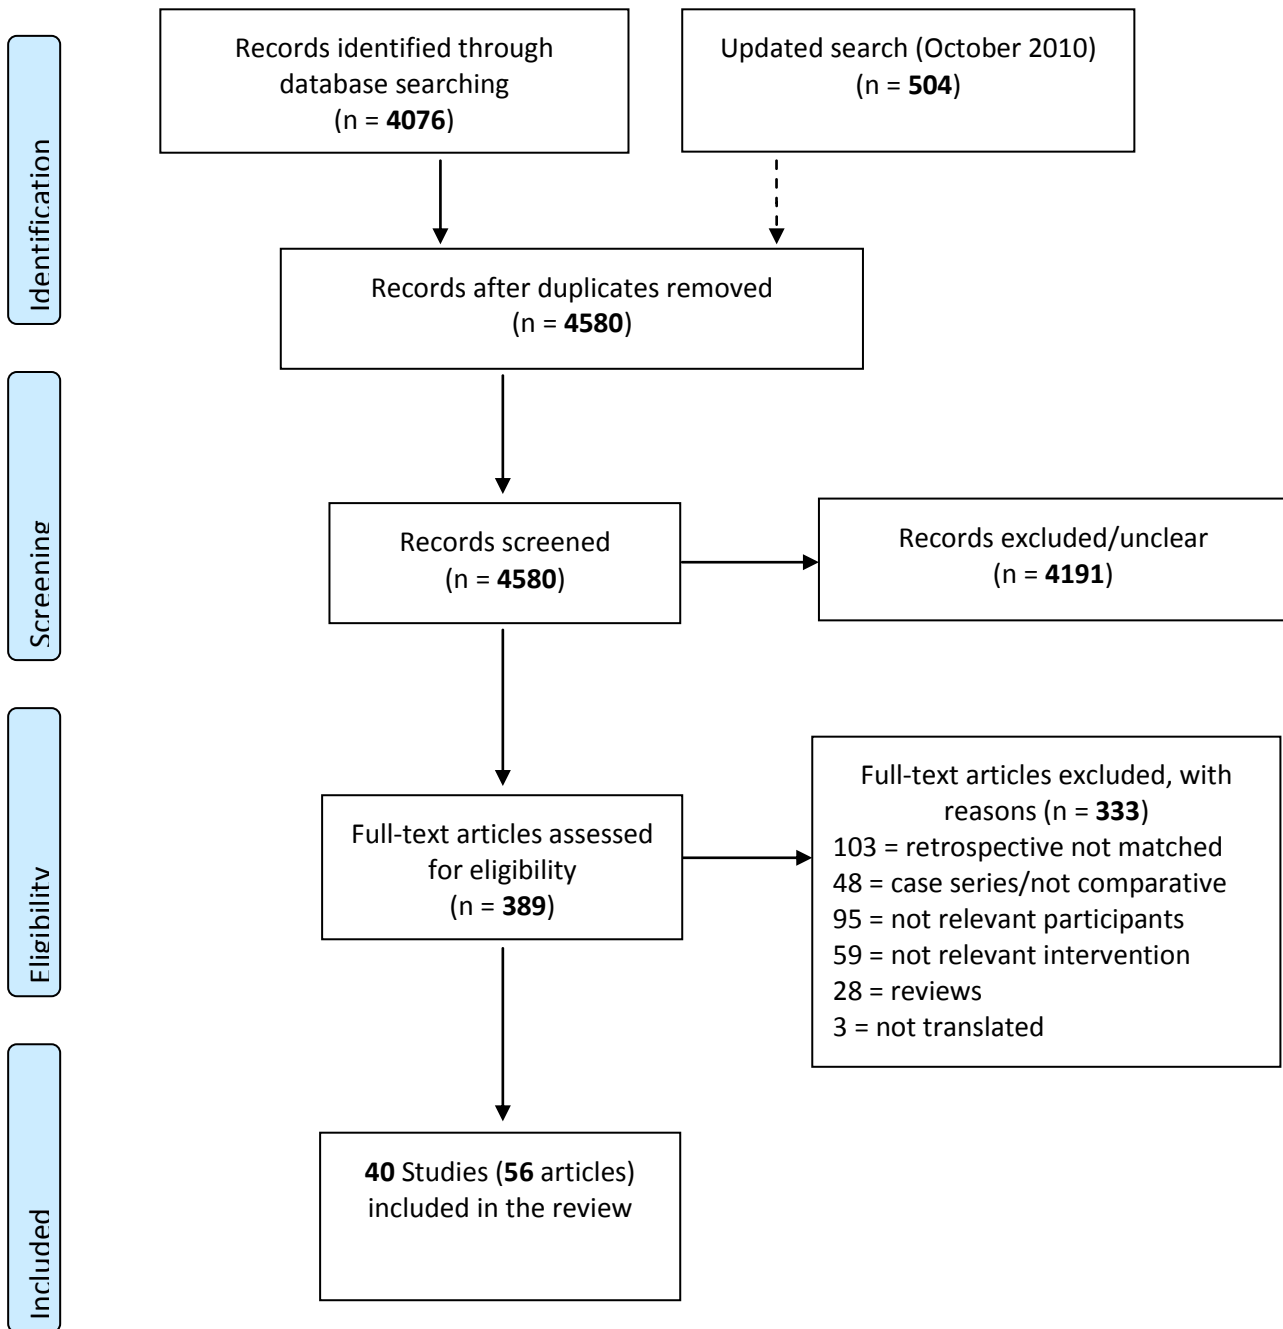 Identification
Records identified through
database searching
(n = 4076)
Updated search (October 2010)
(n = 504)
Records after duplicates removed
(n = 4580)
Screening
Records screened
(n = 4580)
Records excluded/unclear
(n = 4191)
Eligibility
Full-text articles assessed
for eligibility
(n = 389)
Full-text articles excluded, with
reasons (n = 333)
103 = retrospective not matched
48 = case series/not comparative
95 = not relevant participants
59 = not relevant intervention
28 = reviews
3 = not translated
Included
40 Studies (56 articles)
included in the review